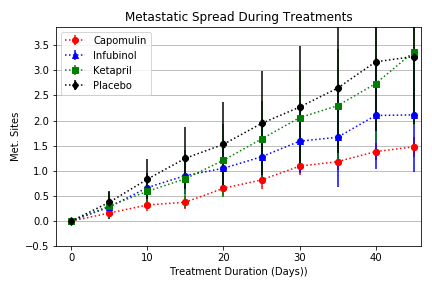 Metastatic Spread During Treatments
Capomulin
Infubinol
Ketapril
Placebo
Met. Sites
3.5
3.0
2.5
2.0
1.5
1.0
0.5
0.0
−0.5
0
10
20
30
40
Treatment Duration (Days))